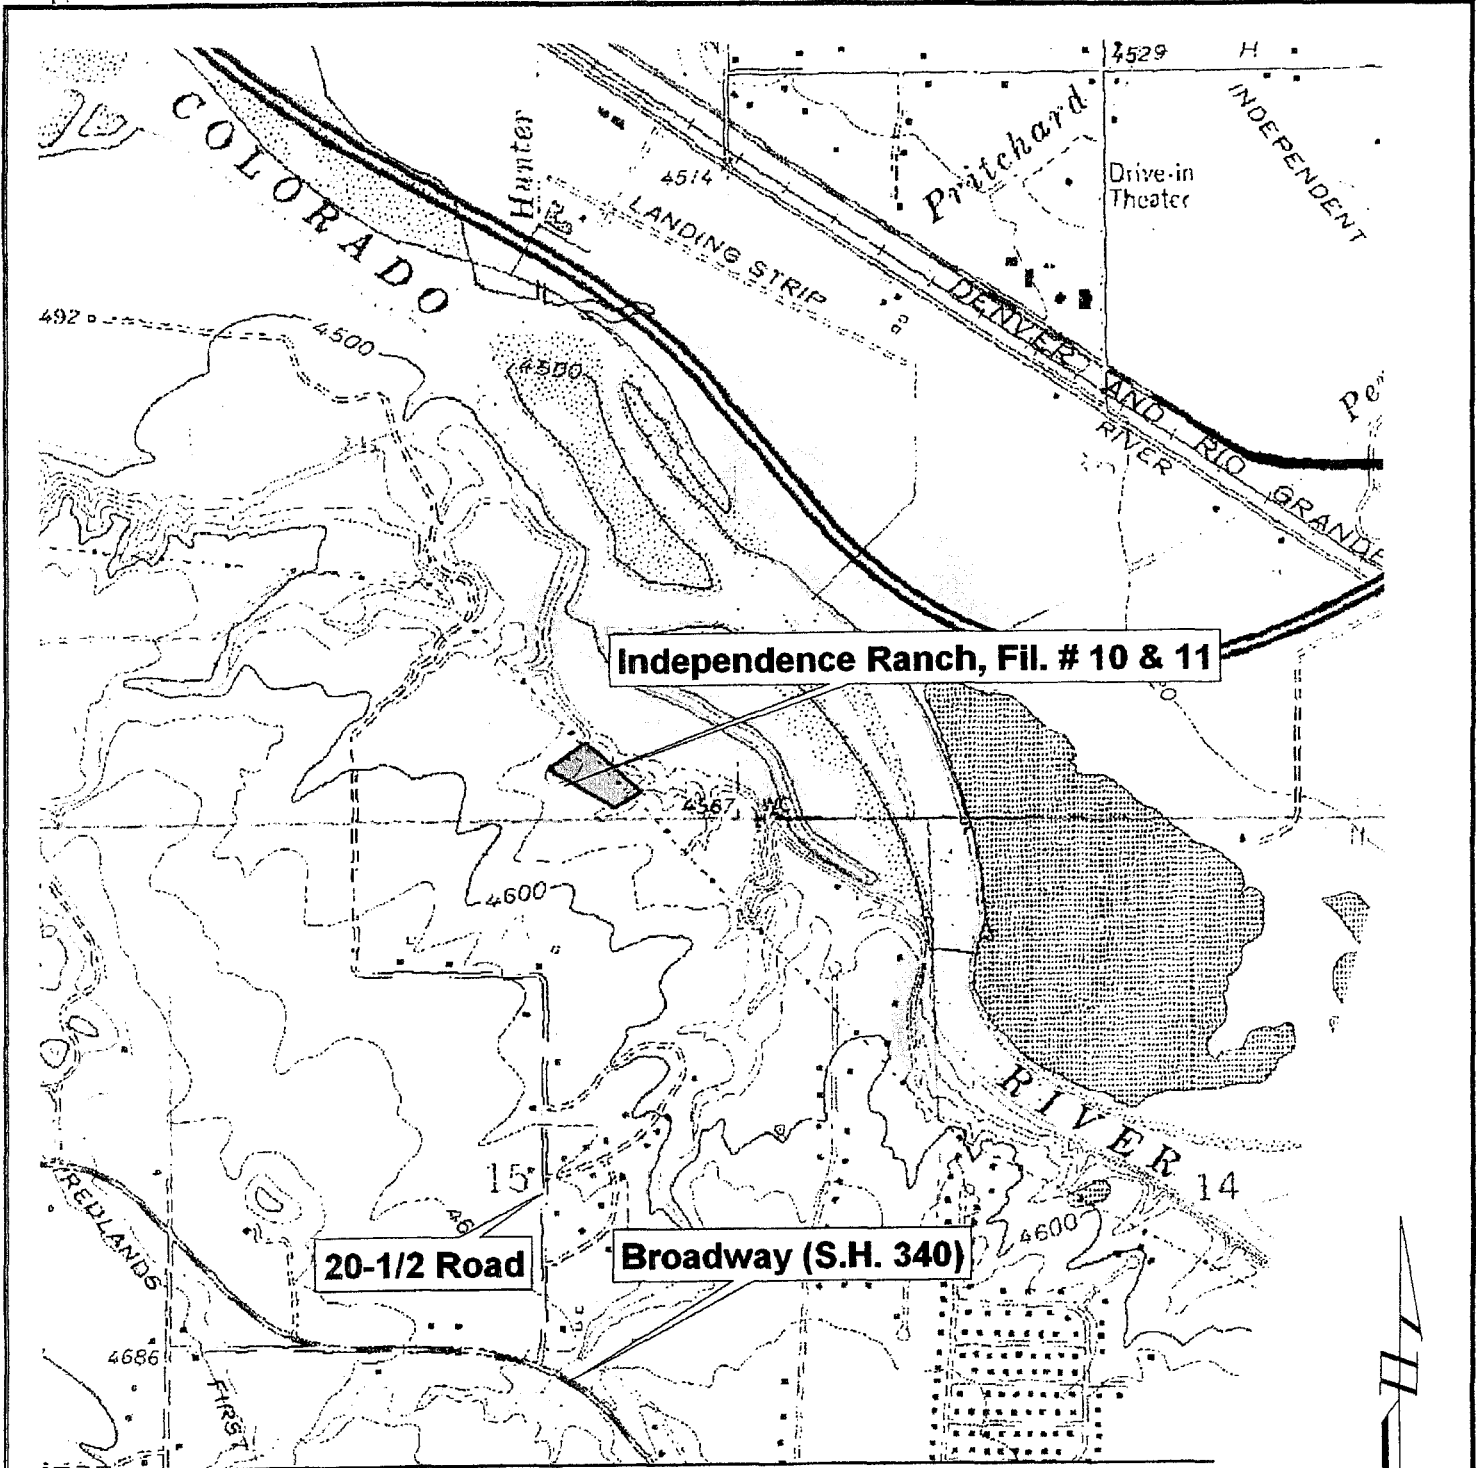 4529
H
COLORADO
Hunter
Pritchard
INDEPENDENT
4514
Drive-in
Theater
LANDING STRIP
492
4500
4500
DENVER AND RIO GRANDE
RIVER
Independence Ranch, Fil. # 10 & 11
4567
4600
RIVER
15
14
REDLANDS
46
4600
20-1/2 Road
Broadway (S.H. 340)
4686
FIRST